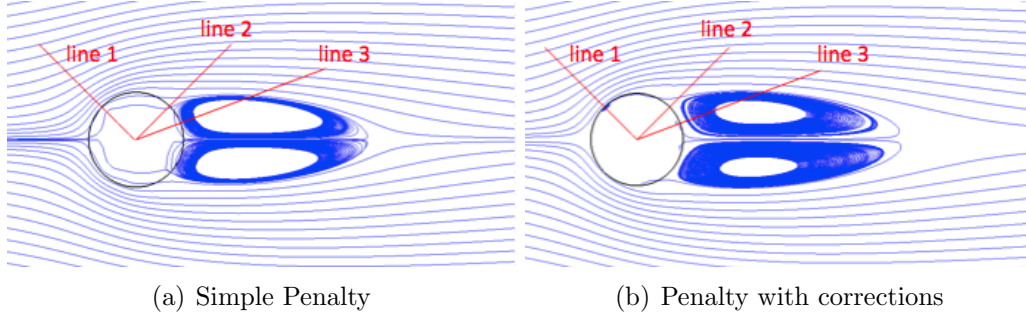 line 1
line 2
line 3
line 1
line 2
line 3
(a) Simple Penalty
(b) Penalty with corrections